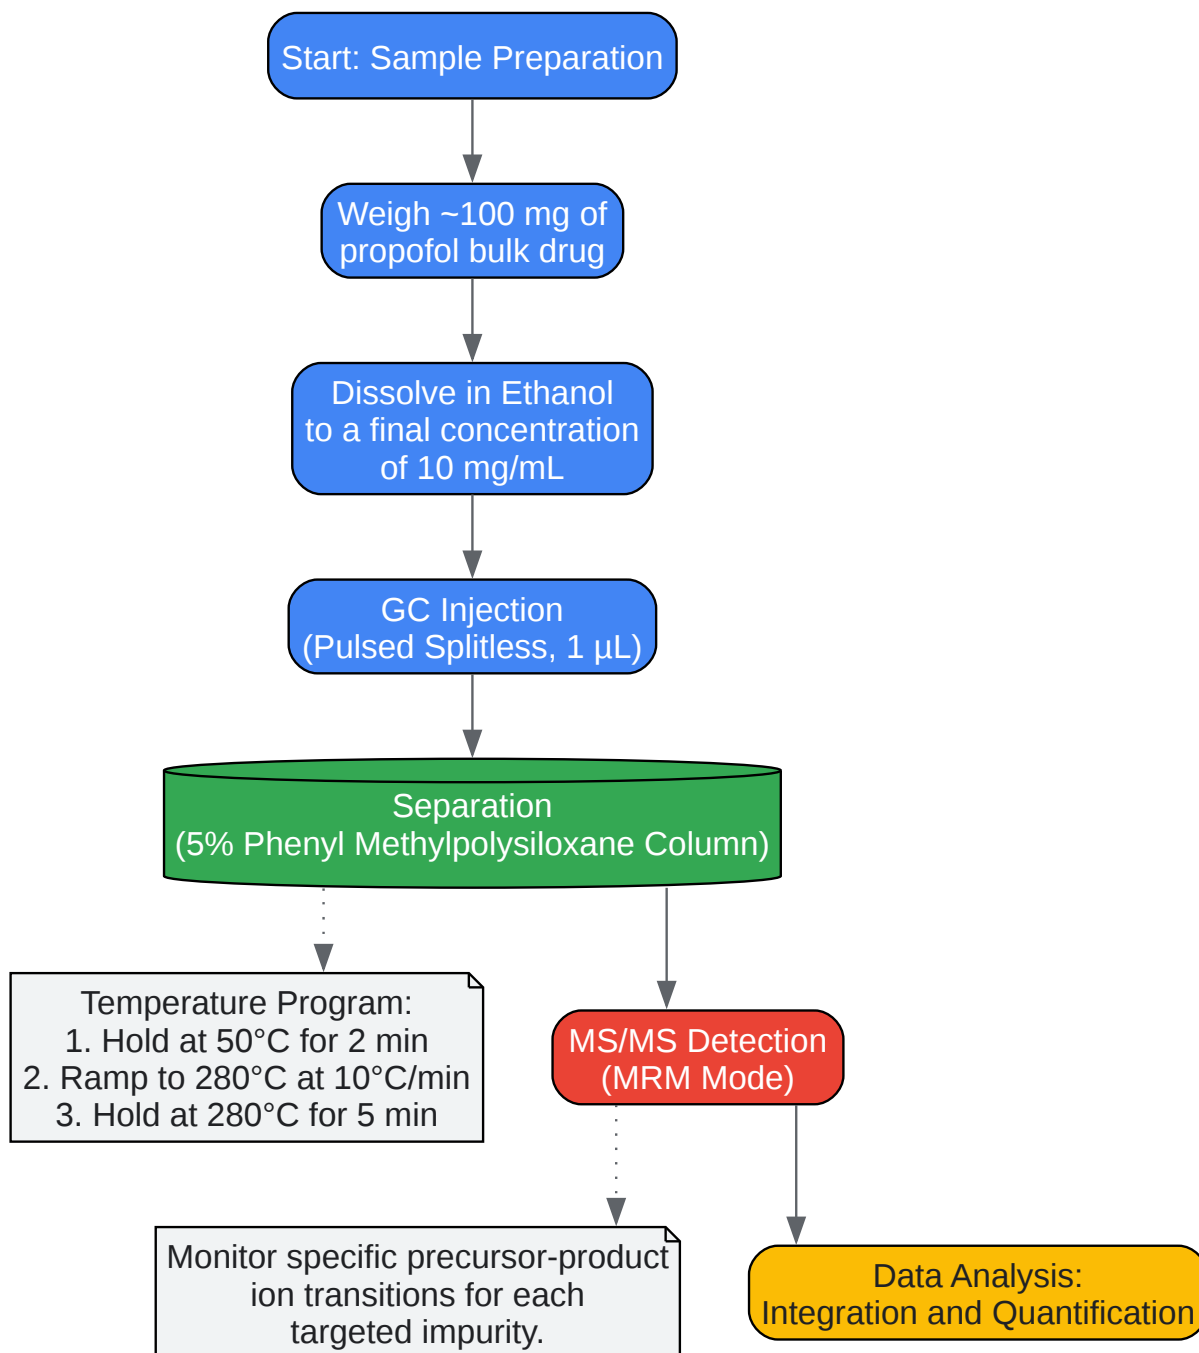 Start: Sample Preparation
Weigh ~100 mg of
propofol bulk drug
Dissolve in Ethanol
to a final concentration
of 10 mg/mL
GC Injection
(Pulsed Splitless, 1 µL)
Separation
(5% Phenyl Methylpolysiloxane Column)
Temperature Program:
1. Hold at 50°C for 2 min
2. Ramp to 280°C at 10°C/min
3. Hold at 280°C for 5 min
MS/MS Detection
(MRM Mode)
Monitor specific precursor-product
ion transitions for each
targeted impurity.
Data Analysis:
Integration and Quantification